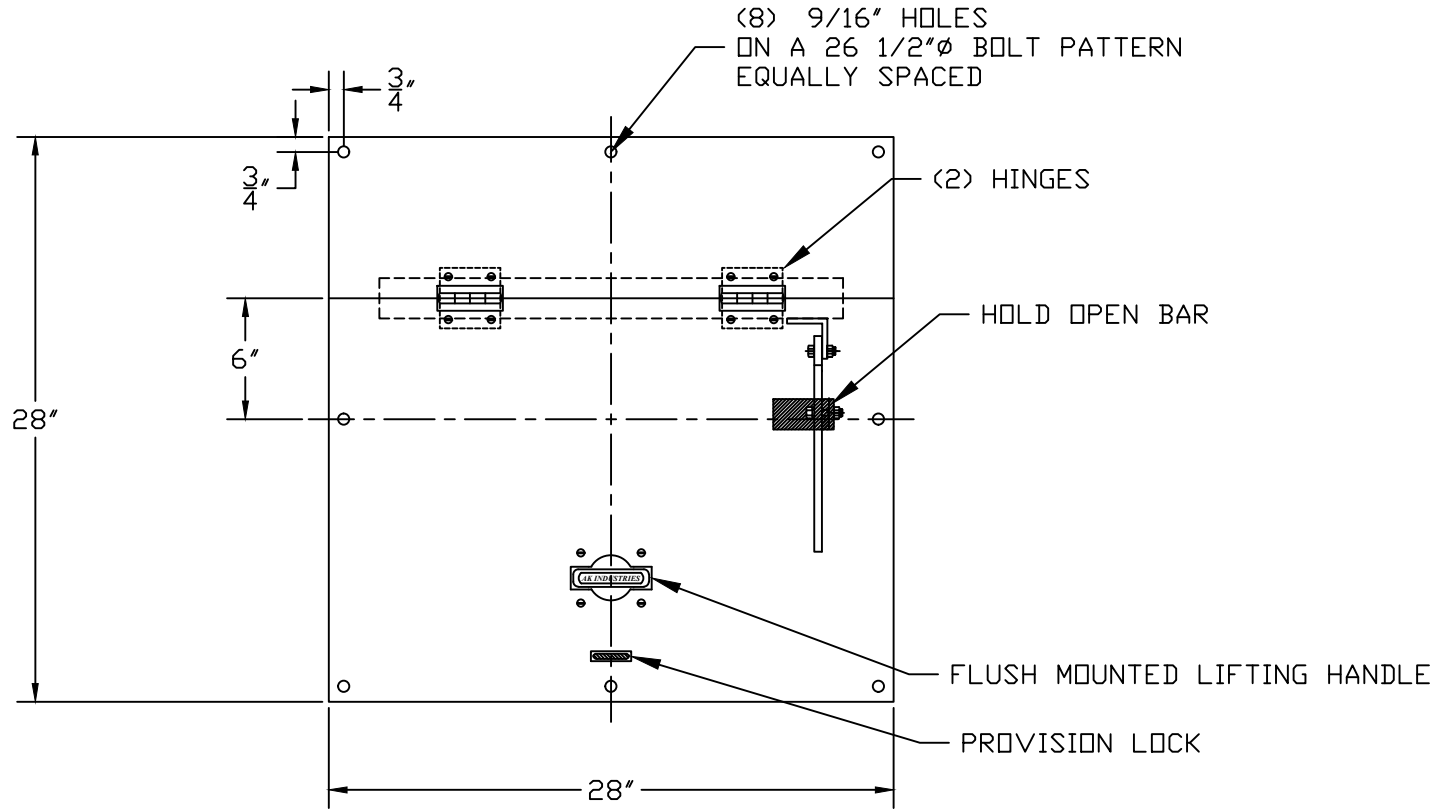 (8) 9/16" HOLES
ON A 26 1/2"Ø BOLT PATTERN
EQUALLY SPACED
3/4"
3/4"
(2) HINGES
HOLD OPEN BAR
6"
28"
AK INDUSTRIES
FLUSH MOUNTED LIFTING HANDLE
PROVISION LOCK
28"